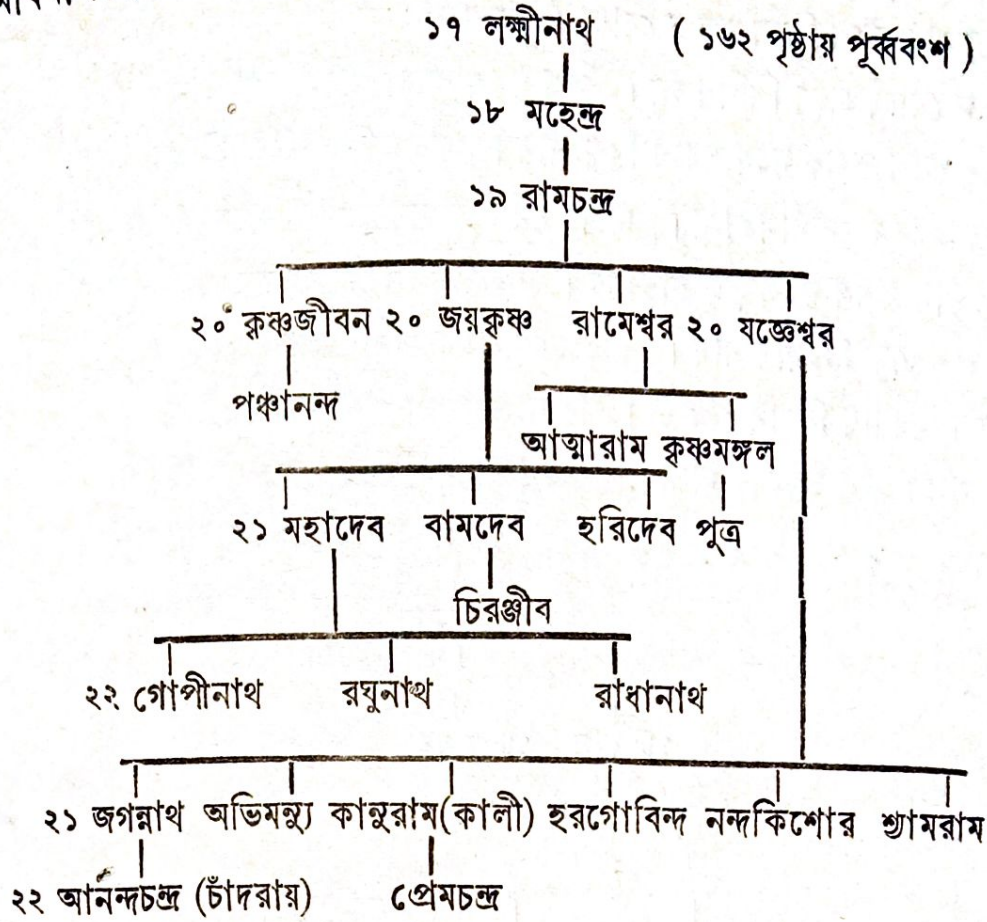 ১৭ লক্ষ্মীনাথ ( ১৬২ পৃষ্ঠায় পূর্ব্ববংশ )
১৮ মহেন্দ্র
১৯ রামচন্দ্র
২০ কৃষ্ণজীবন ২০ জয়কৃষ্ণ রামেশ্বর ২০ যজ্ঞেশ্বর
পঞ্চানন্দ
আত্মারাম কৃষ্ণমঙ্গল
২১ মহাদেব বামদেব হরিদেব পুত্র
চিরঞ্জীব
২২ গোপীনাথ রঘুনাথ রাধানাথ
২১ জগন্নাথ অভিমন্যু কানুরাম(কালী) হরগোবিন্দ নন্দকিশোর শ্যামরাম
২২ আনন্দচন্দ্র (চাঁদরায়) প্রেমচন্দ্র